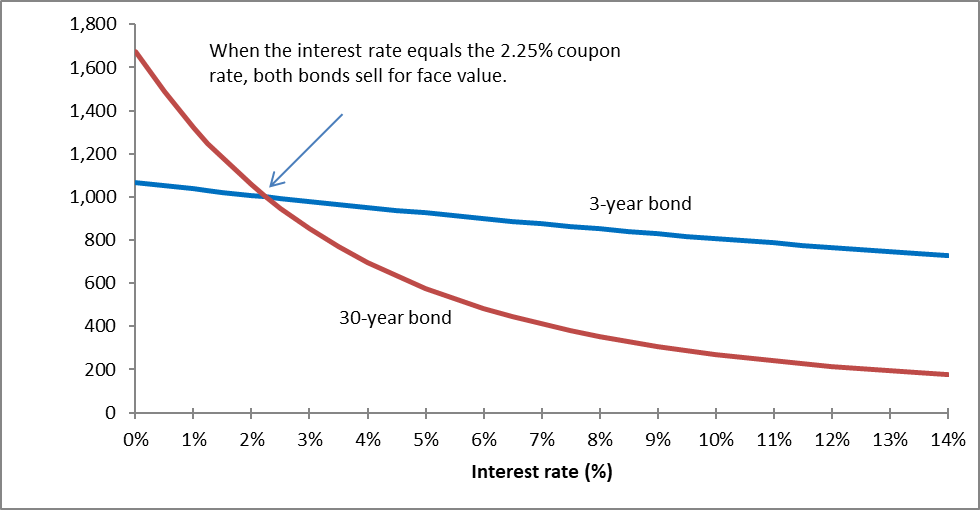 1,800
1,600
1,400
1,200
1,000
800
600
400
200
0
When the interest rate equals the 2.25% coupon
rate, both bonds sell for face value.
3-year bond
30-year bond
0% 1% 2% 3% 4% 5% 6% 7% 8% 9% 10% 11% 12% 13% 14%
Interest rate (%)